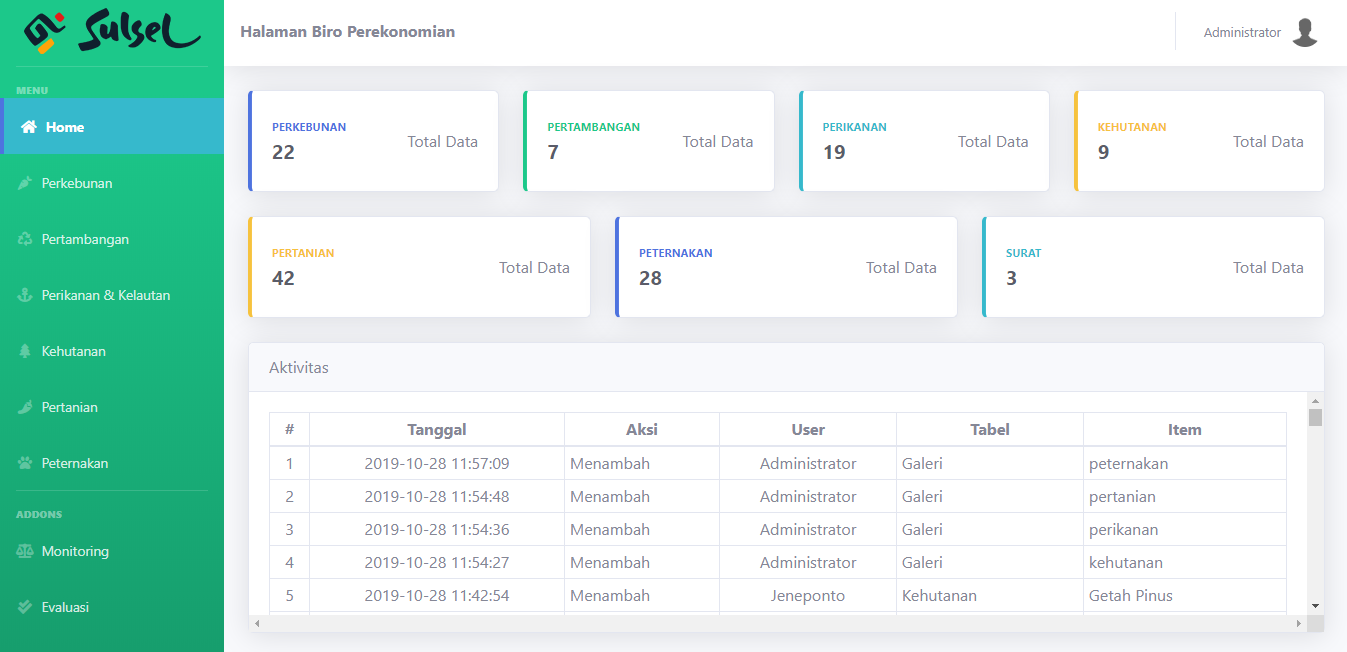 Sulsel
Halaman Biro Perekonomian
Administrator
MENU
Home
Perkebunan
Pertambangan
Perikanan & Kelautan
Kehutanan
Pertanian
Peternakan
ADDONS
Monitoring
Evaluasi
PERKEBUNAN
22
Total Data
PERTAMBANGAN
7
Total Data
PERIKANAN
19
Total Data
KEHUTANAN
9
Total Data
PERTANIAN
42
Total Data
PETERNAKAN
28
Total Data
SURAT
3
Total Data
Aktivitas
# Tanggal Aksi User Tabel Item
1 2019-10-28 11:57:09 Menambah Administrator Galeri peternakan
2 2019-10-28 11:54:48 Menambah Administrator Galeri pertanian
3 2019-10-28 11:54:36 Menambah Administrator Galeri perikanan
4 2019-10-28 11:54:27 Menambah Administrator Galeri kehutanan
5 2019-10-28 11:42:54 Menambah Jeneponto Kehutanan Getah Pinus